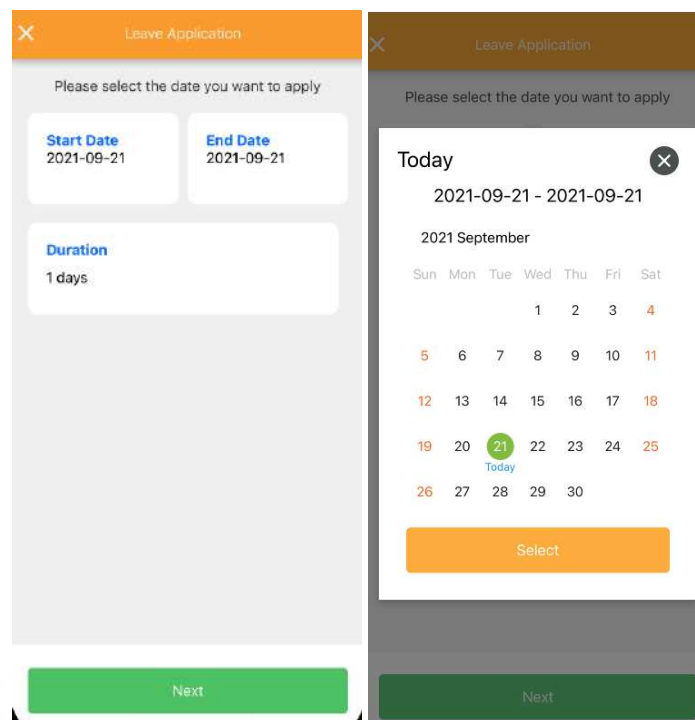 Leave Application
Please select the date you want to apply
Start Date
2021-09-21
End Date
2021-09-21
Duration
1 days
Next
Leave Application
Please select the date you want to apply
Today
2021-09-21 - 2021-09-21
2021 September
Sun Mon Tue Wed Thu Fri Sat
1 2 3 4
5 6 7 8 9 10 11
12 13 14 15 16 17 18
19 20 21 22 23 24 25
Today
26 27 28 29 30
Select
Next